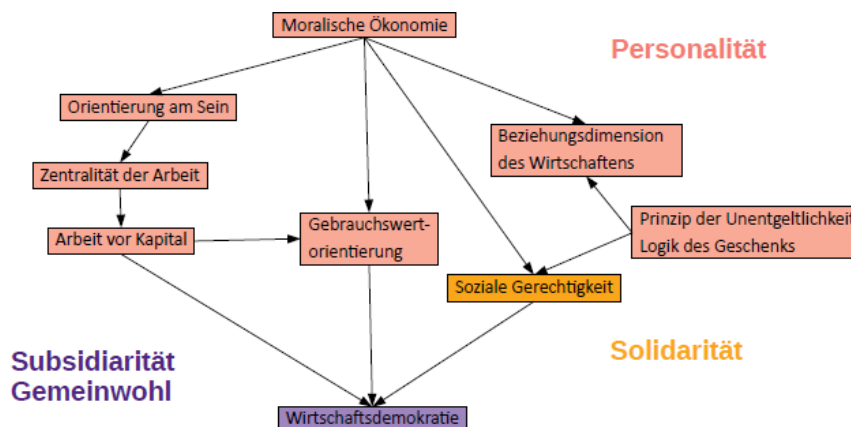 Moralische Ökonomie
Personalität
Orientierung am Sein
Beziehungsdimension
des Wirtschaftens
Zentralität der Arbeit
Arbeit vor Kapital
Gebrauchswert-
orientierung
Prinzip der Unentgeltlichkeit
Logik des Geschenks
Soziale Gerechtigkeit
Subsidiarität
Gemeinwohl
Solidarität
Wirtschaftsdemokratie